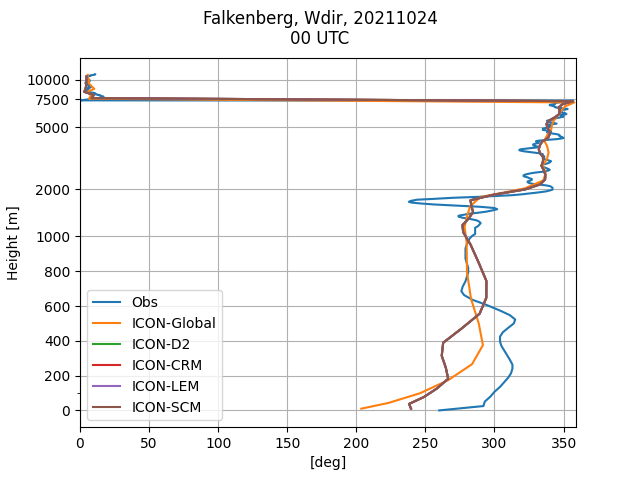 Falkenberg, Wdir, 20211024
00 UTC
Height [m]
10000
7500
5000
2000
1000
800
600
400
200
0
Obs
ICON-Global
ICON-D2
ICON-CRM
ICON-LEM
ICON-SCM
0 50 100 150 200 250 300 350
[deg]